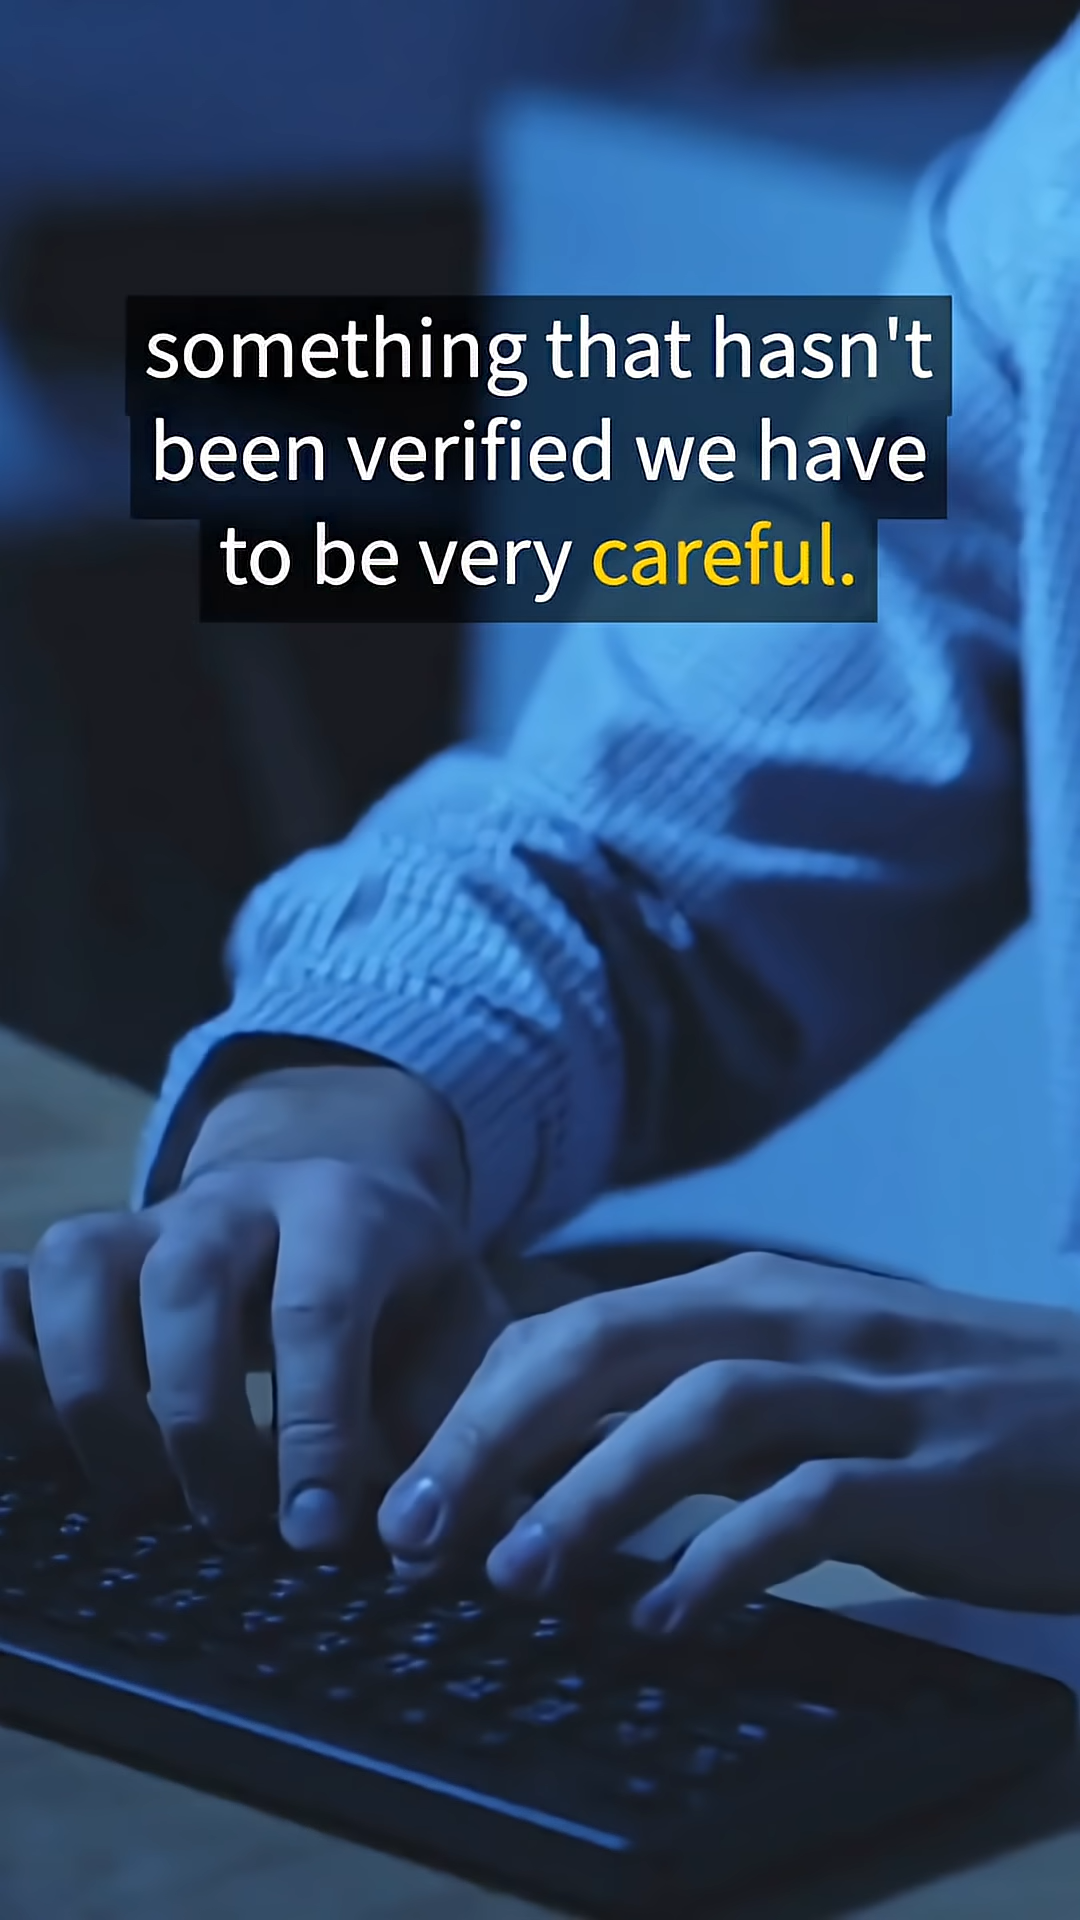 something that hasn't
been verified we have
to be very careful.